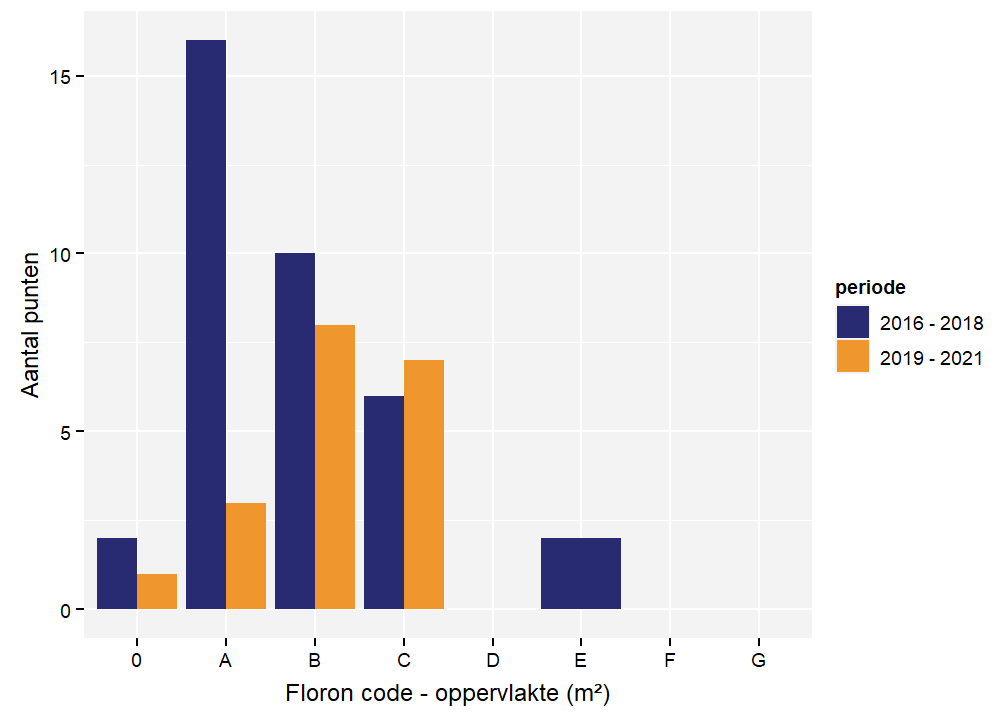 15
10
5
0
Aantal punten
0 A B C D E F G
Floron code - oppervlakte (m²)
periode
2016 - 2018
2019 - 2021